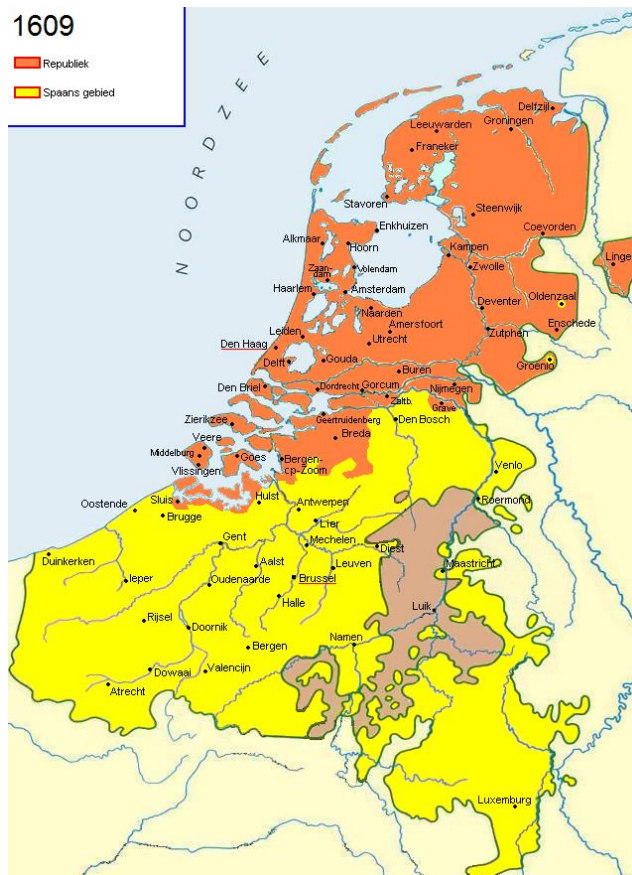 1609
Republiek
Spaans gebied
NOORDZEE
Delfzijl
Groningen
Leeuwarden
Franeker
Stavoren
Steenwijk
Enkhuizen
Coevorden
Alkmaar
Hoorn
Kampen
Linge
Zaan-
dam
Volendam
Zwolle
Haarlem
Amsterdam
Oldenzaal
Naarden
Deventer
Leiden
Amersfoort
Enschede
Den Haag
Utrecht
Zutphen
Delft
Gouda
Groenlo
Buren
Den Briel
Dordrecht
Gorcum
Nijmegen
Zaltb.
Grave
Zierikzee
Geertruidenberg
Den Bosch
Veere
Breda
Middelburg
Goes
Bergen-
op-Zoom
Vlissingen
Venlo
Sluis
Hulst
Roermond
Oostende
Antwerpen
Brugge
Lier
Gent
Mechelen
Diest
Duinkerken
Aalst
Leuven
Maastricht
Ieper
Oudenaarde
Brussel
Halle
Luik
Rijsel
Doornik
Namen
Bergen
Dowaai
Valencijn
Atrecht
Luxemburg